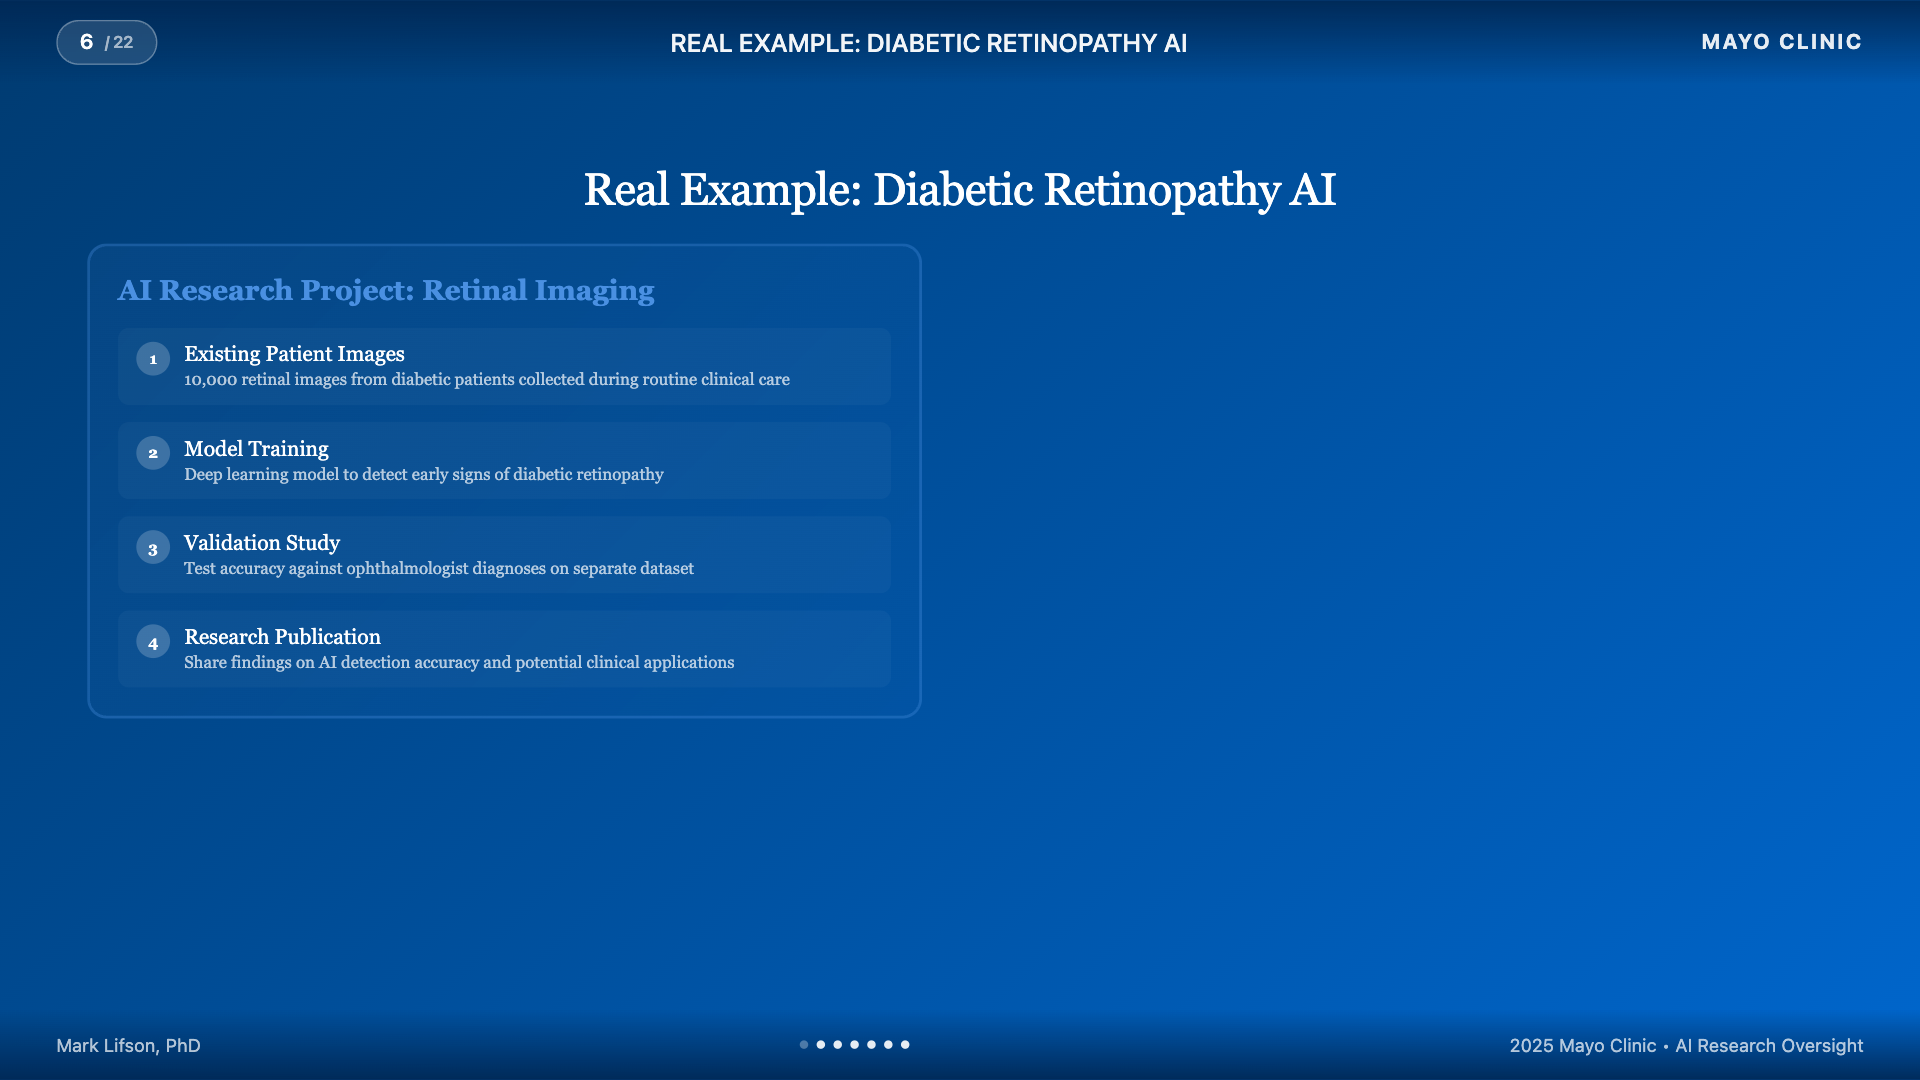 6 / 22
REAL EXAMPLE: DIABETIC RETINOPATHY AI
MAYO CLINIC
Real Example: Diabetic Retinopathy AI
AI Research Project: Retinal Imaging
1
Existing Patient Images
10,000 retinal images from diabetic patients collected during routine clinical care
2
Model Training
Deep learning model to detect early signs of diabetic retinopathy
3
Validation Study
Test accuracy against ophthalmologist diagnoses on separate dataset
4
Research Publication
Share findings on AI detection accuracy and potential clinical applications
Mark Lifson, PhD
2025 Mayo Clinic • AI Research Oversight